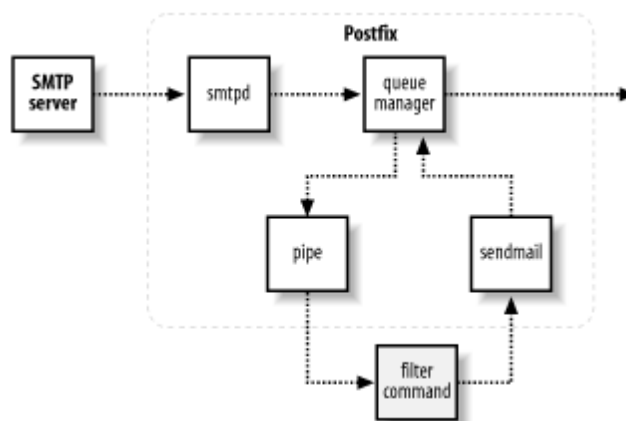 Postfix
SMTP
server
smtpd
queue
manager
pipe
sendmail
filter
command